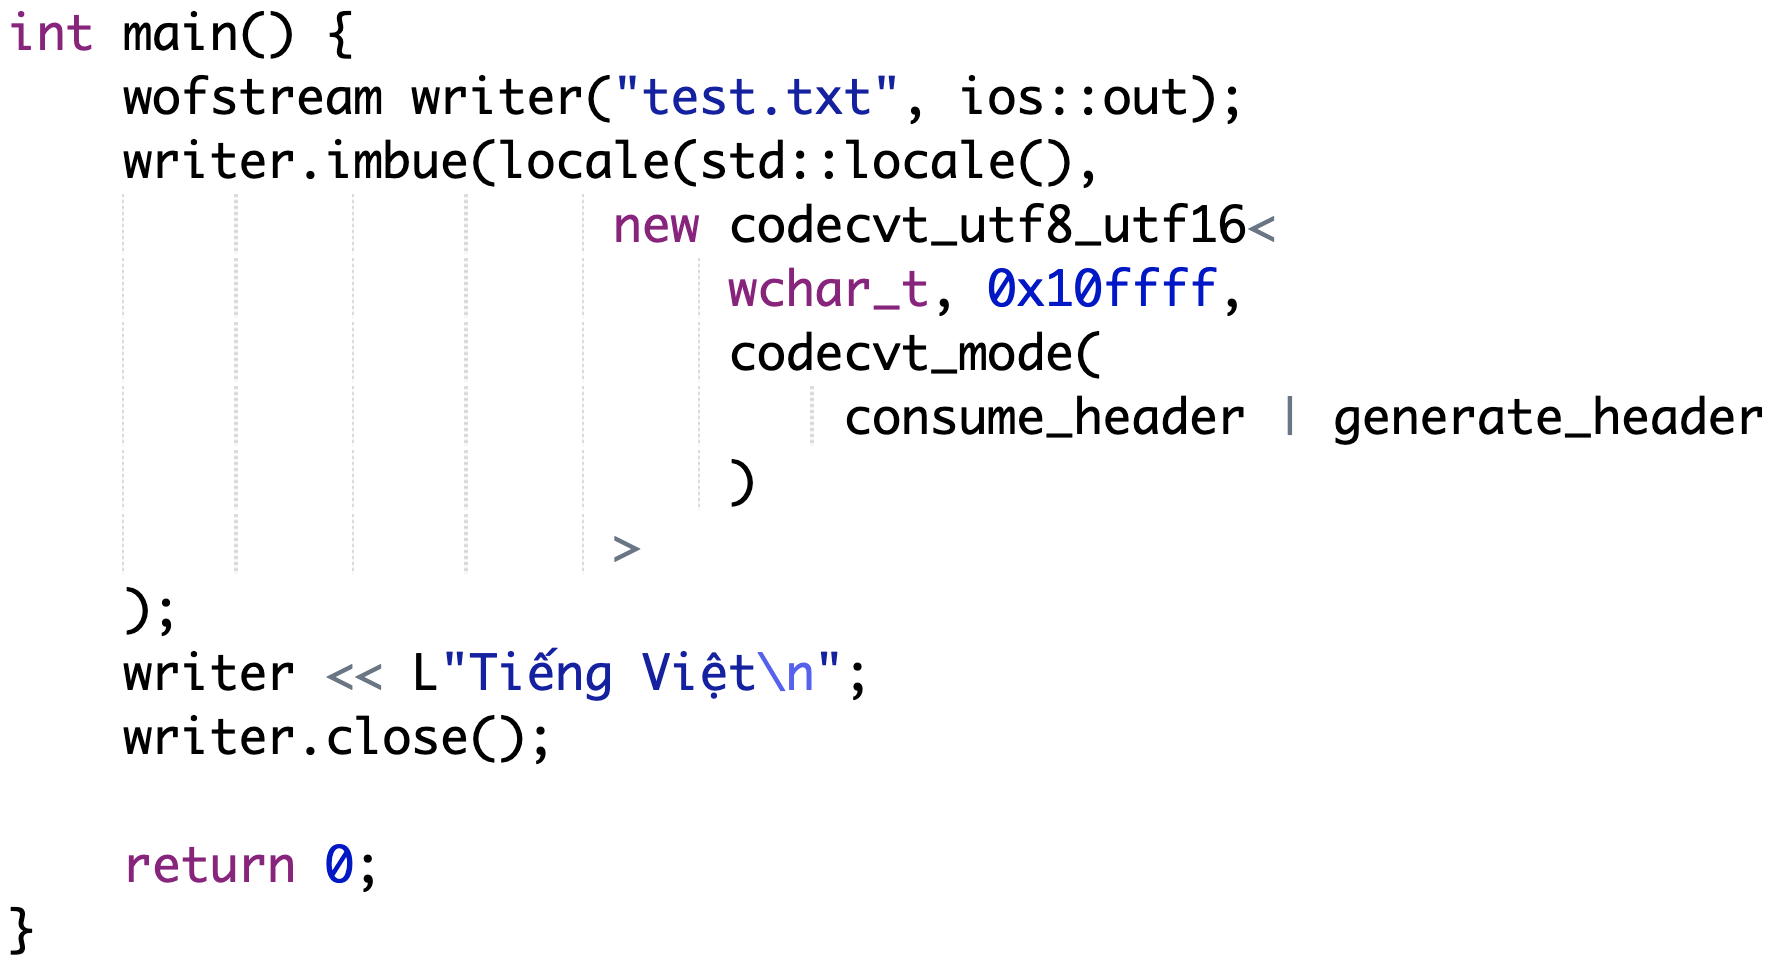 int main() {
    wofstream writer("test.txt", ios::out);
    writer.imbue(locale(std::locale(),
                     new codecvt_utf8_utf16<
                         wchar_t, 0x10ffff,
                         codecvt_mode(
                             consume_header | generate_header
                         )
                     >
    );
    writer << L"Tiếng Việt\n";
    writer.close();

    return 0;
}